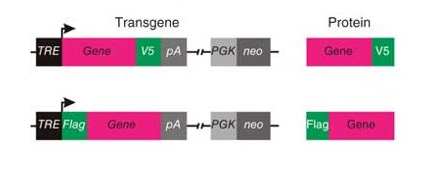 Transgene Protein
TRE Gene V5 pA PGK neo Gene V5
TRE Flag Gene pA PGK neo Flag Gene